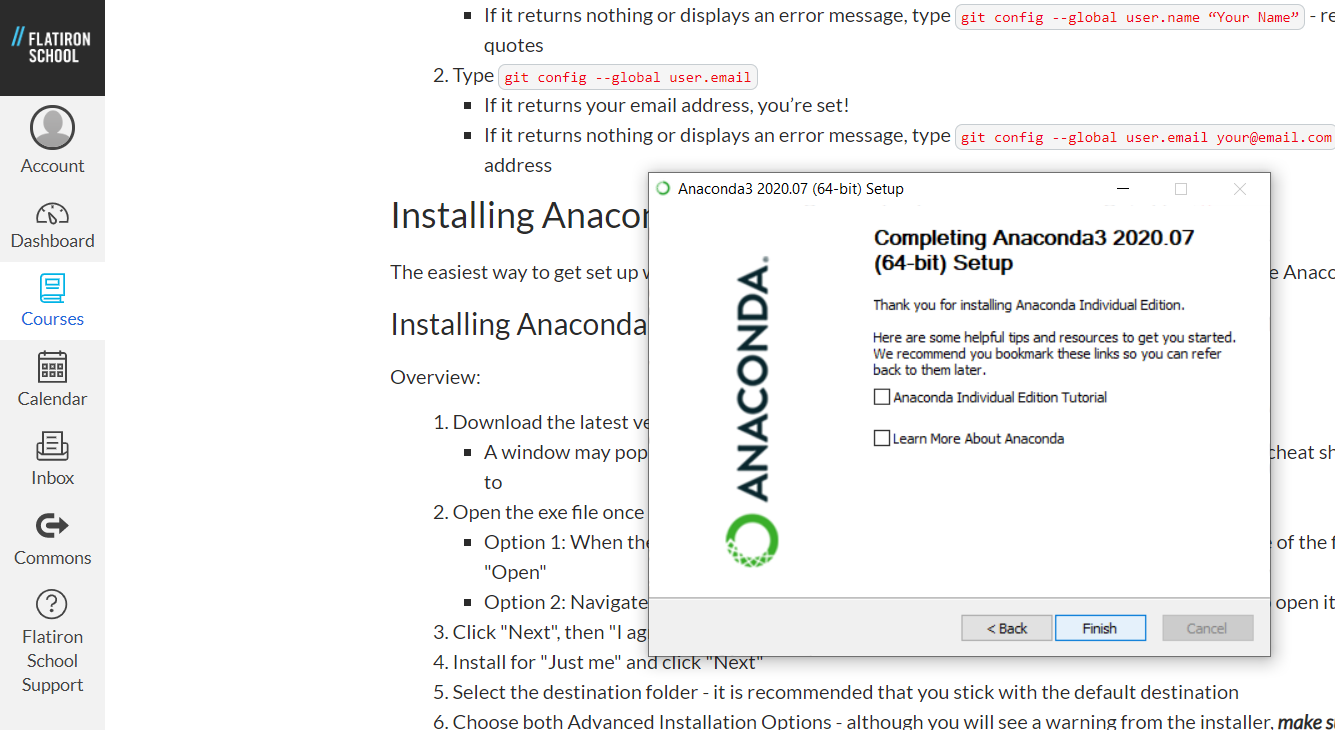 // FLATIRON
SCHOOL
Account
Dashboard
Courses
Calendar
Inbox
Commons
Flatiron
School
Support
▪ If it returns nothing or displays an error message, type git config --global user.name “Your Name” - re
quotes
2. Type git config --global user.email
▪ If it returns your email address, you’re set!
▪ If it returns nothing or displays an error message, type git config --global user.email your@email.com
address
Installing Anacon
The easiest way to get set up w
e Anaco
Installing Anaconda
Overview:
1. Download the latest ve
▪ A window may pop
cheat sh
to
2. Open the exe file once
▪ Option 1: When the
of the f
"Open"
▪ Option 2: Navigate
open it
3. Click "Next", then "I ag
4. Install for "Just me" and click "Next"
5. Select the destination folder - it is recommended that you stick with the default destination
6. Choose both Advanced Installation Options - although you will see a warning from the installer, make su
Anaconda3 2020.07 (64-bit) Setup
ANACONDA.
Completing Anaconda3 2020.07
(64-bit) Setup
Thank you for installing Anaconda Individual Edition.
Here are some helpful tips and resources to get you started.
We recommend you bookmark these links so you can refer
back to them later.
Anaconda Individual Edition Tutorial
Learn More About Anaconda
< Back
Finish
Cancel